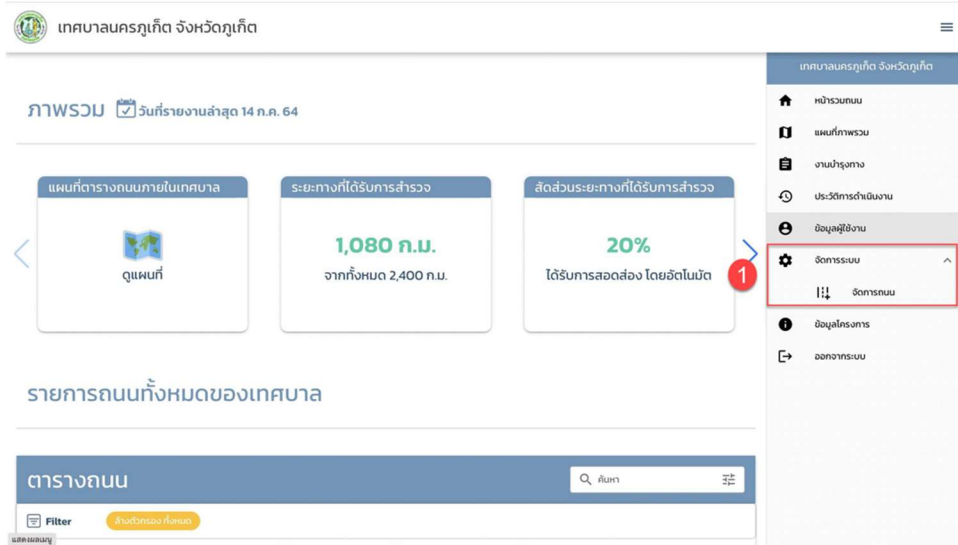 เทศบาลนครภูเก็ต จังหวัดภูเก็ต
ภาพรวม วันที่รายงานล่าสุด 14 ก.ค. 64
แผนที่ตารางถนนภายในเทศบาล
ดูแผนที่
ระยะทางที่ได้รับการสำรวจ
1,080 ก.ม.
จากทั้งหมด 2,400 ก.ม.
สัดส่วนระยะทางที่ได้รับการสำรวจ
20%
ได้รับการสอดส่อง โดยอัตโนมัต
รายการถนนทั้งหมดของเทศบาล
ตารางถนน
ค้นหา
Filter
ล้างตัวกรอง ทั้งหมด
แสดงผลเมนู
เทศบาลนครภูเก็ต จังหวัดภูเก็ต
หน้ารวมถนน
แผนที่ภาพรวม
งานบำรุงทาง
ประวัติการดำเนินงาน
ข้อมูลผู้ใช้งาน
1
จัดการระบบ
จัดการถนน
ข้อมูลโครงการ
ออกจากระบบ